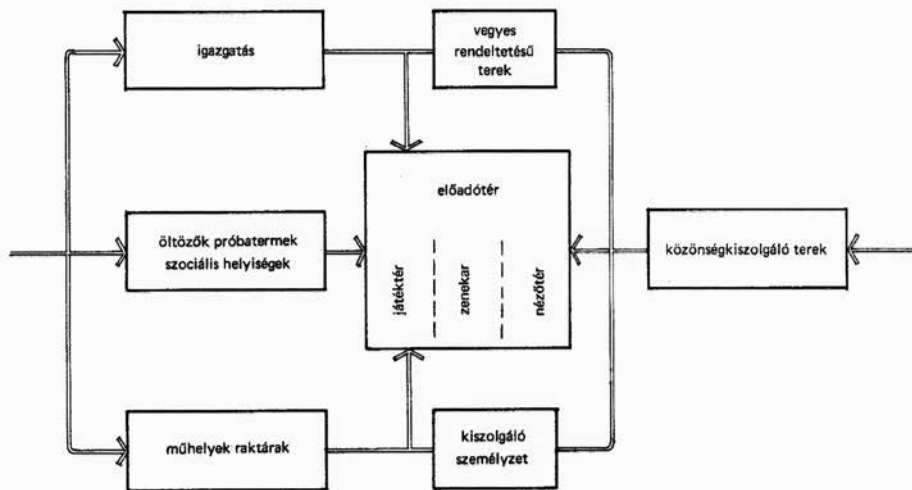 igazgatás
vegyes
rendeltetésű
terek
előadótér
öltözők próbatermek
szociális helyiségek
játéktér
zenekar
nézőtér
közönségkiszolgáló terek
műhelyek raktárak
kiszolgáló
személyzet